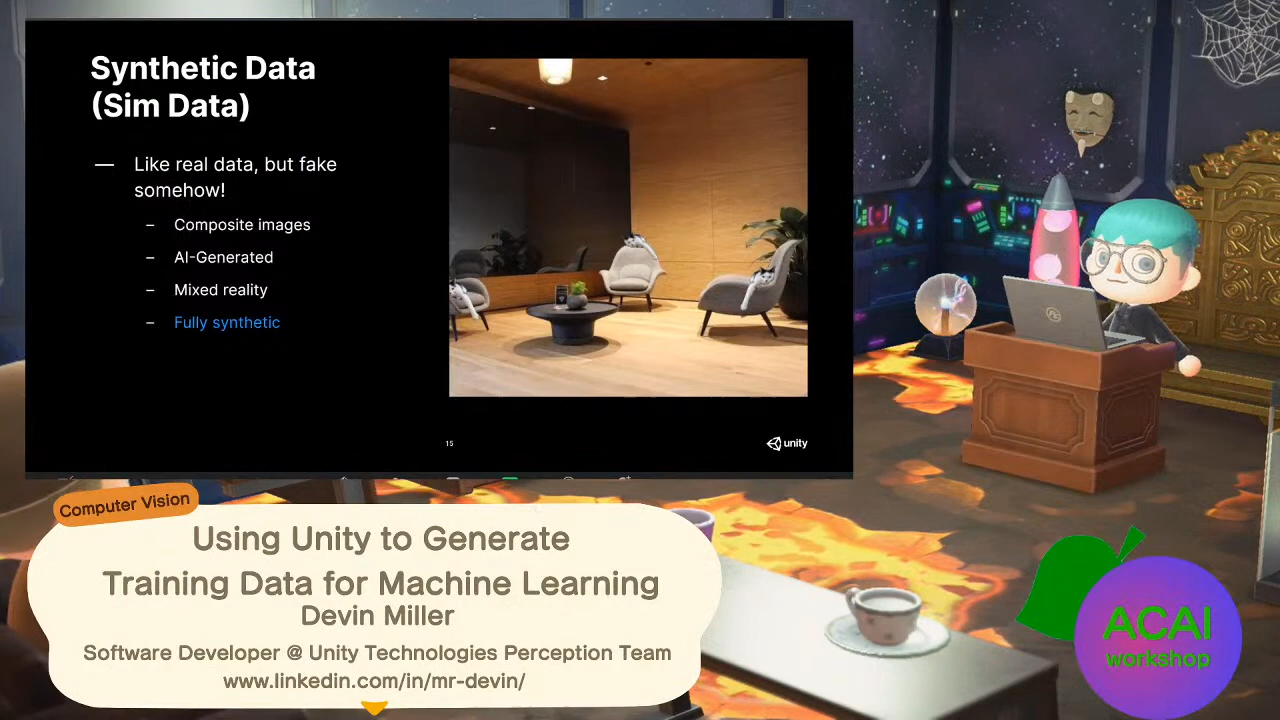 Synthetic Data
(Sim Data)
— Like real data, but fake
somehow!
– Composite images
– AI-Generated
– Mixed reality
– Fully synthetic
15
unity
Computer Vision
Using Unity to Generate
Training Data for Machine Learning
Devin Miller
Software Developer @ Unity Technologies Perception Team
www.linkedin.com/in/mr-devin/
ACAI
workshop